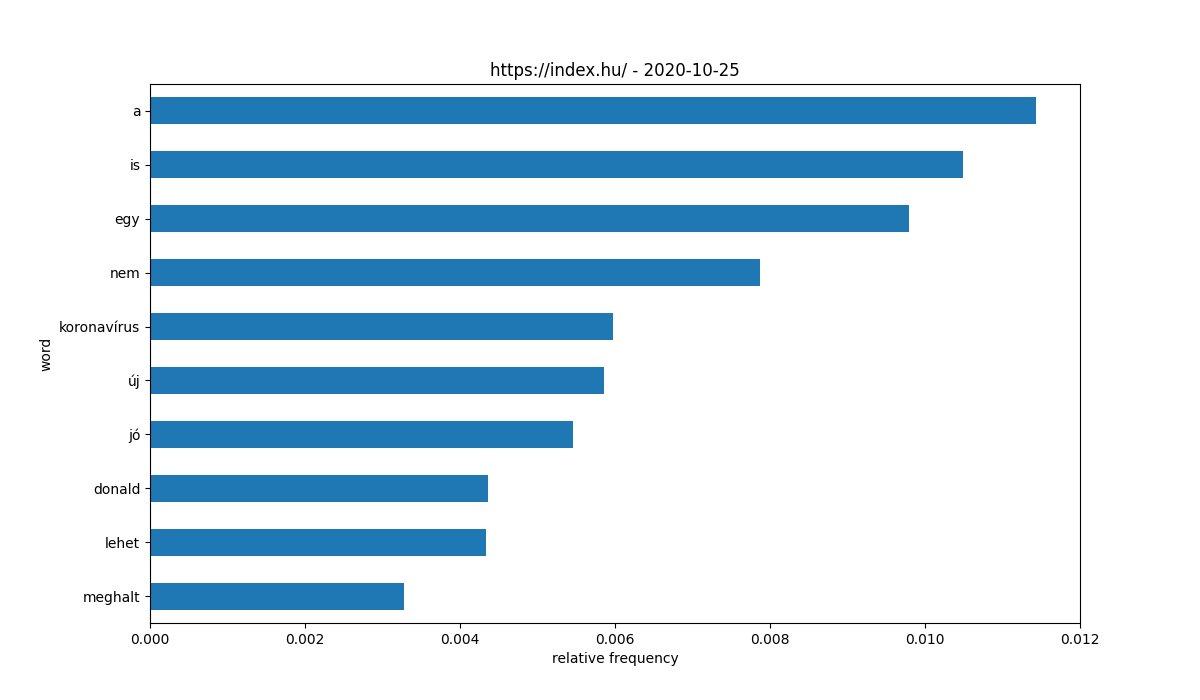 https://index.hu/ - 2020-10-25
a
is
egy
nem
koronavírus
új
jó
donald
lehet
meghalt
word
0.000 0.002 0.004 0.006 0.008 0.010 0.012
relative frequency